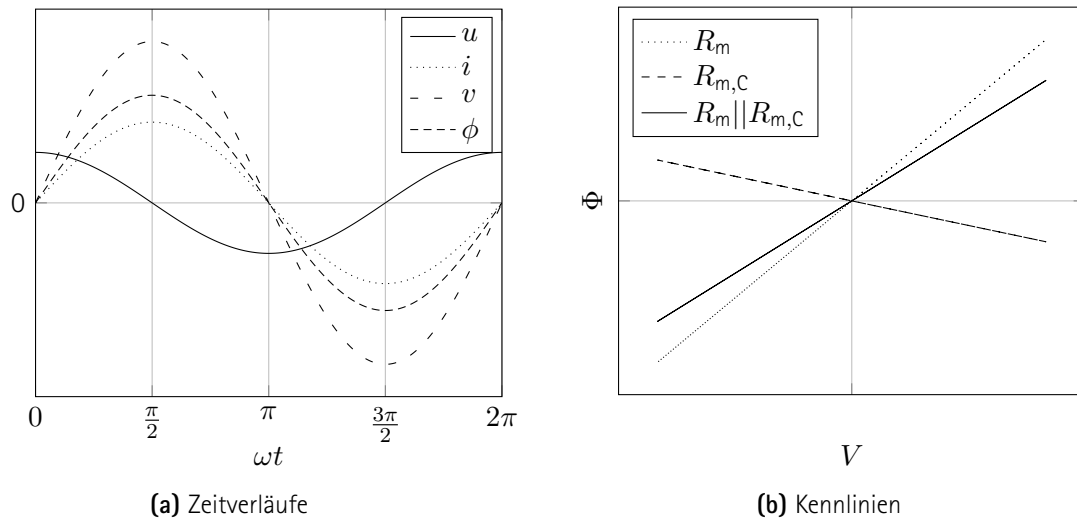 u
i
v
ϕ
0
0 π/2 π 3π/2 2π
ωt
(a) Zeitverläufe
R_m
R_m,C
R_m||R_m,C
Φ
V
(b) Kennlinien